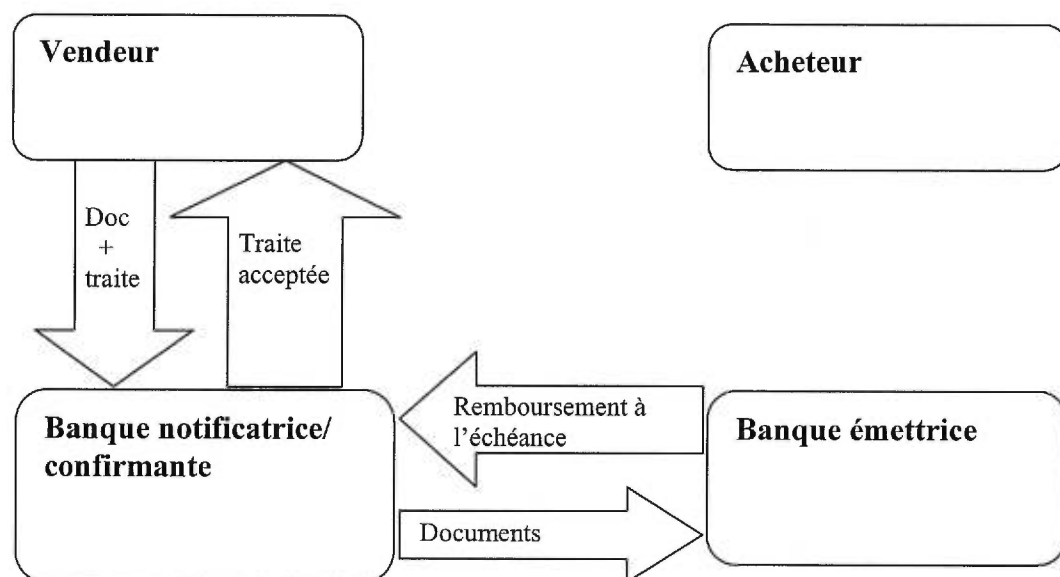 Vendeur
Acheteur
Doc
+
traite
Traite
acceptée
Banque notificatrice/
confirmante
Remboursement à
l’échéance
Banque émettrice
Documents